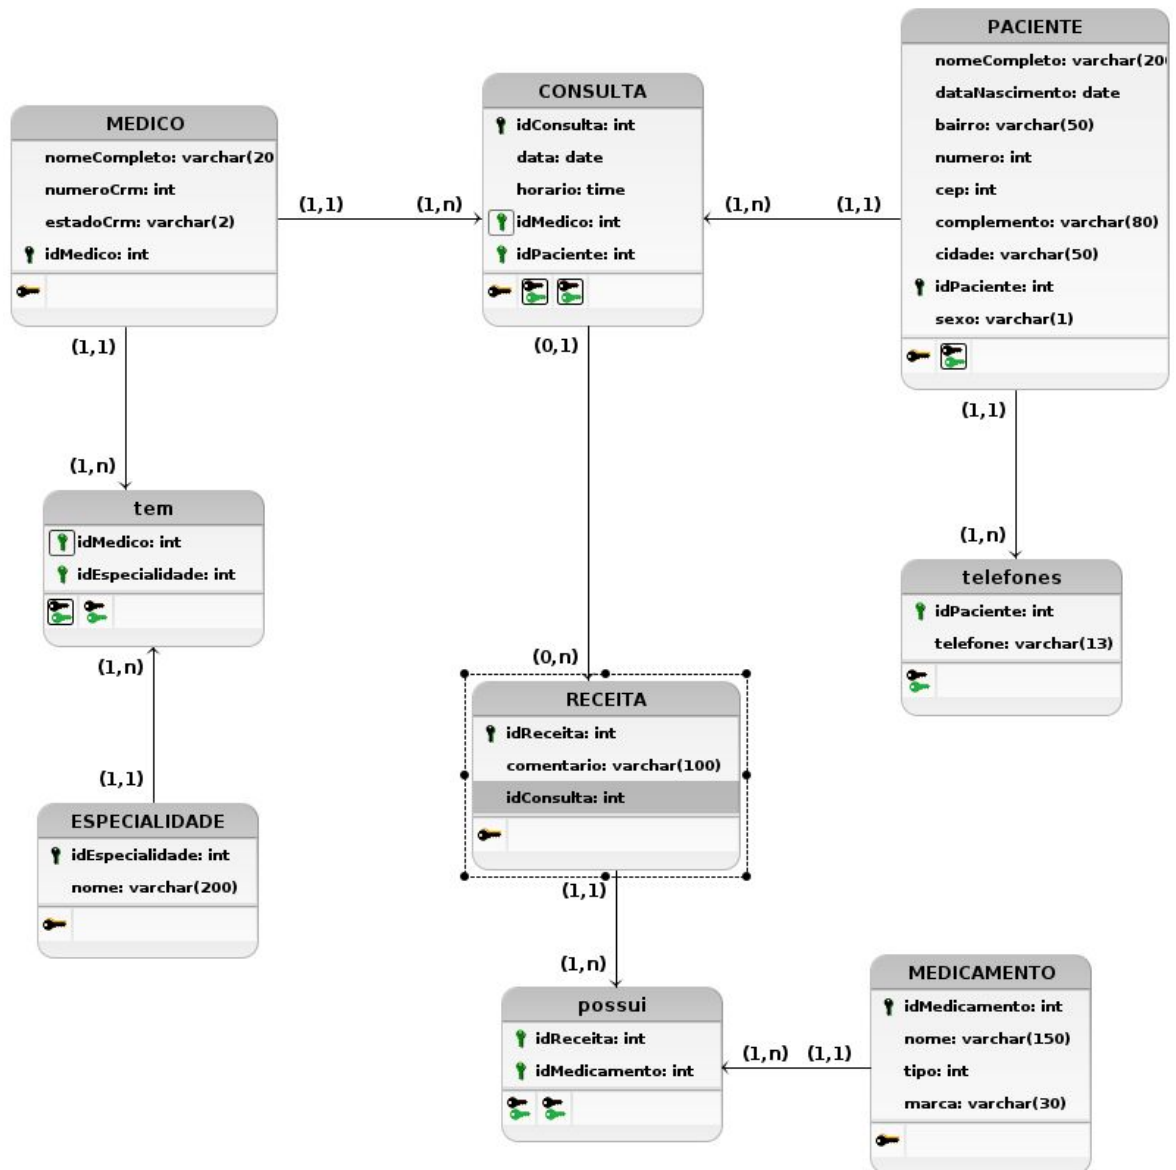 MEDICO
nomeCompleto: varchar(20
numeroCrm: int
estadoCrm: varchar(2)
idMedico: int
(1,1)
(1,n)
CONSULTA
idConsulta: int
data: date
horario: time
idMedico: int
idPaciente: int
(1,n)
(1,1)
PACIENTE
nomeCompleto: varchar(20
dataNascimento: date
bairro: varchar(50)
numero: int
cep: int
complemento: varchar(80)
cidade: varchar(50)
idPaciente: int
sexo: varchar(1)
(1,1)
(1,n)
tem
idMedico: int
idEspecialidade: int
(1,n)
(1,1)
ESPECIALIDADE
idEspecialidade: int
nome: varchar(200)
(0,1)
(0,n)
RECEITA
idReceita: int
comentario: varchar(100)
idConsulta: int
(1,1)
(1,n)
possui
idReceita: int
idMedicamento: int
(1,n)
(1,1)
(1,1)
(1,n)
telefones
idPaciente: int
telefone: varchar(13)
MEDICAMENTO
idMedicamento: int
nome: varchar(150)
tipo: int
marca: varchar(30)